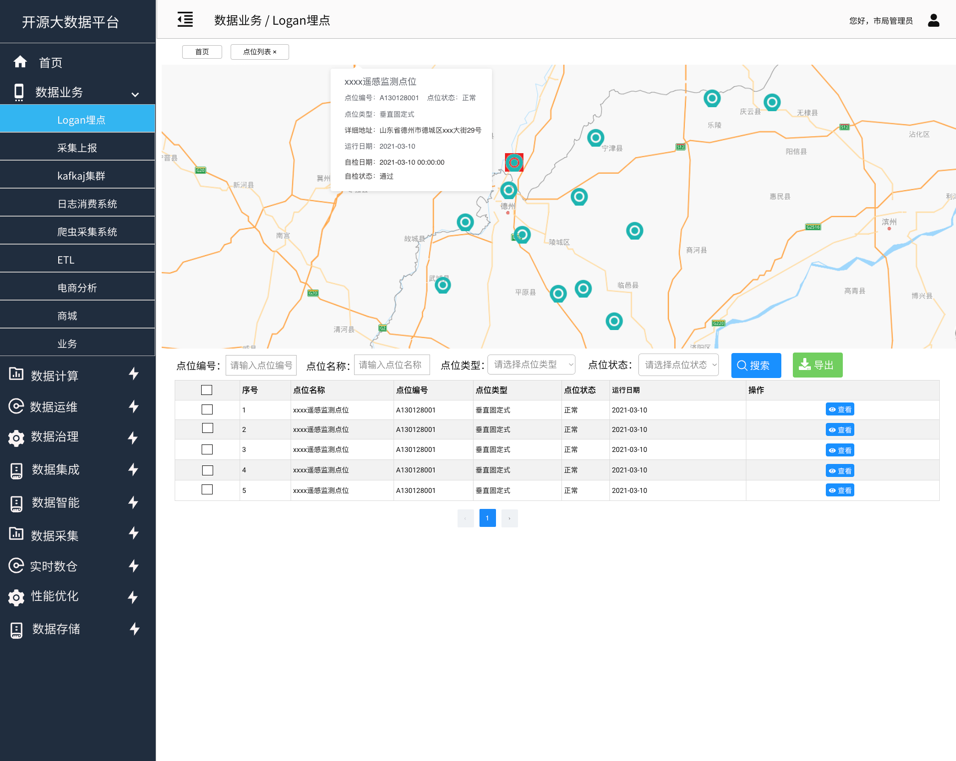 开源大数据平台
数据业务 / Logan埋点
您好，市局管理员
首页
数据业务
Logan埋点
采集上报
kafkaj集群
日志消费系统
爬虫采集系统
ETL
电商分析
商城
业务
数据计算
数据运维
数据治理
数据集成
数据智能
数据采集
实时数仓
性能优化
数据存储
首页
点位列表 ×
xxxx遥感监测点位
点位编号： A130128001 点位状态： 正常
点位类型： 垂直固定式
详细地址： 山东省德州市德城区xxx大街29号
运行日期： 2021-03-10
自检日期： 2021-03-10 00:00:00
自检状态： 通过
庆云县
无棣县
乐陵
沾化区
宁津县
阳信县
新河县
冀州
惠民县
德州
滨州
南宫
故城县
陵城区
商河县
武城县
平原县
临邑县
高青县
博兴县
清河县
点位编号： 请输入点位编号
点位名称： 请输入点位名称
点位类型： 请选择点位类型
点位状态： 请选择点位状态
搜索
导出
序号 点位名称 点位编号 点位类型 点位状态 运行日期 操作
1 xxxx遥感监测点位 A130128001 垂直固定式 正常 2021-03-10 查看
2 xxxx遥感监测点位 A130128001 垂直固定式 正常 2021-03-10 查看
3 xxxx遥感监测点位 A130128001 垂直固定式 正常 2021-03-10 查看
4 xxxx遥感监测点位 A130128001 垂直固定式 正常 2021-03-10 查看
5 xxxx遥感监测点位 A130128001 垂直固定式 正常 2021-03-10 查看
1